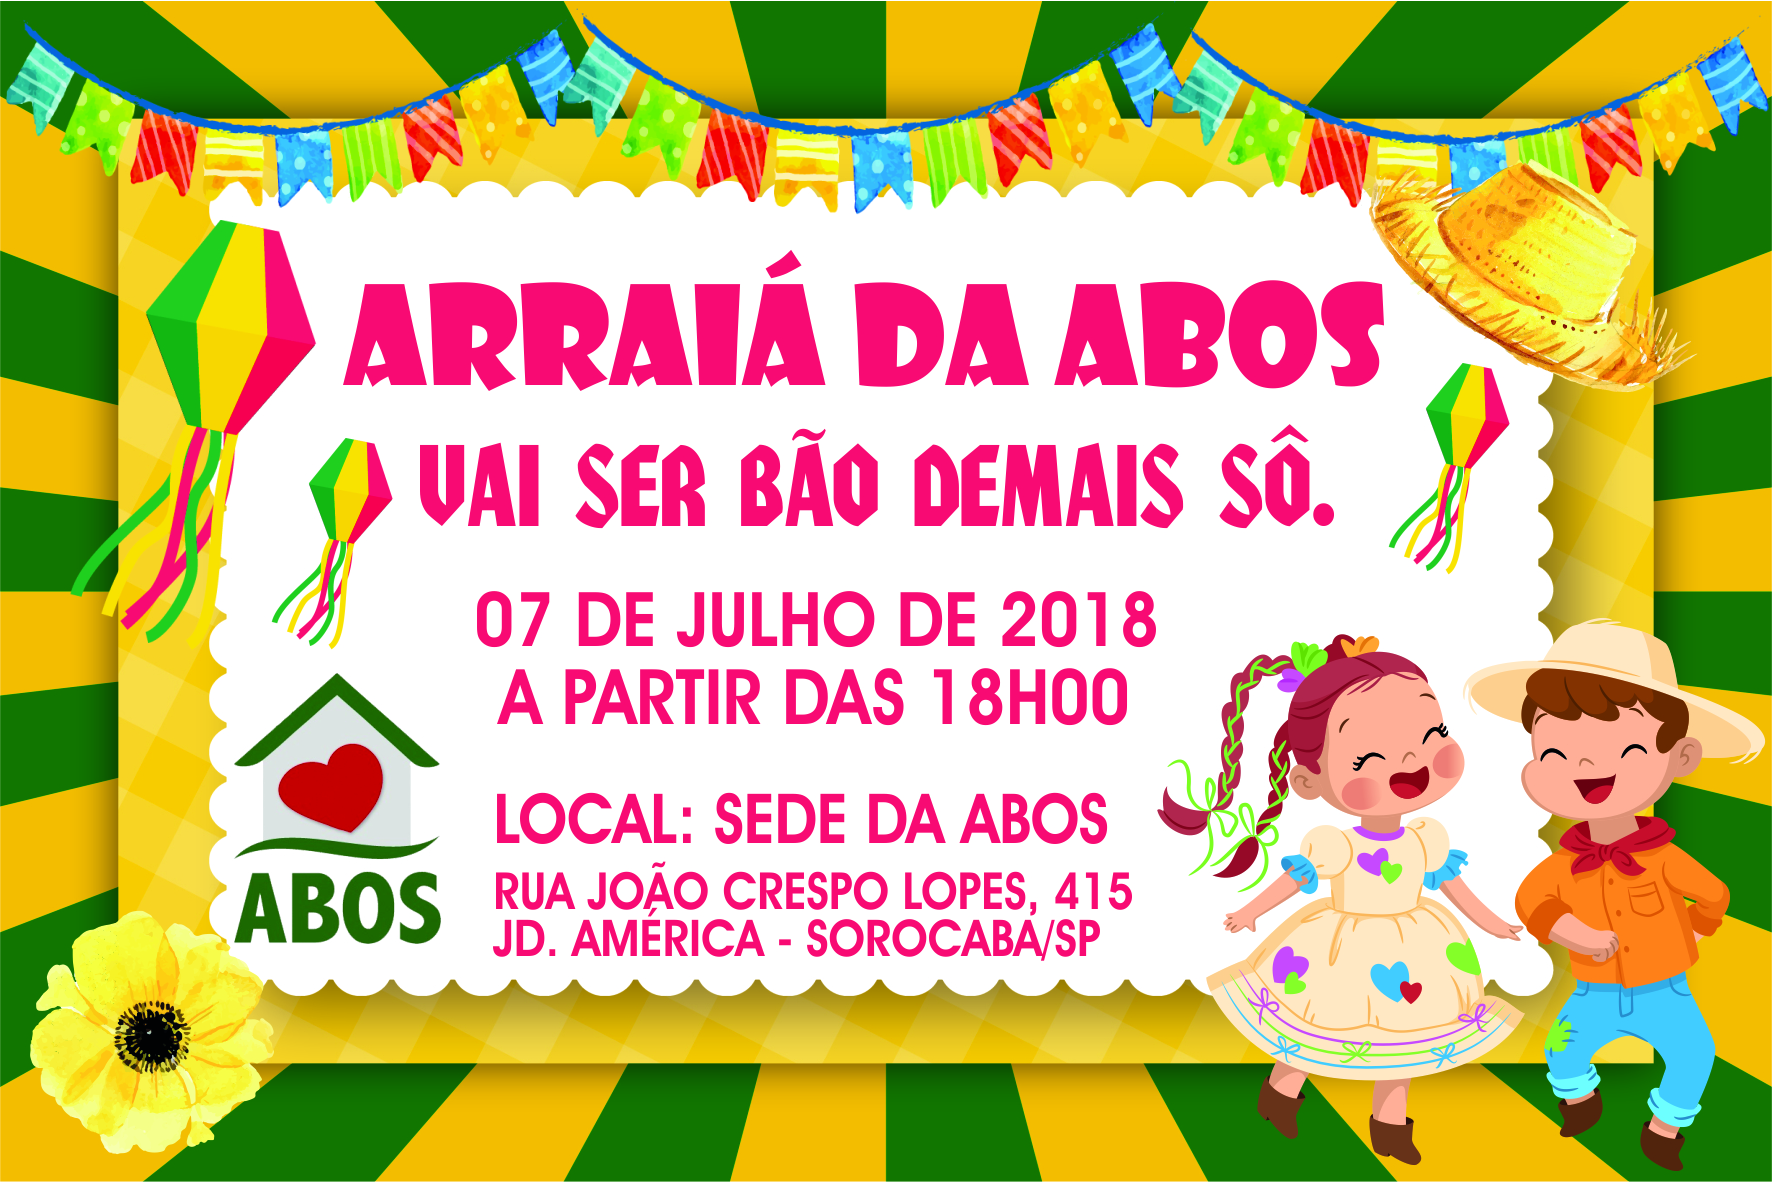 ARRAIÁ DA ABOS
VAI SER BÃO DEMAIS SÔ.
07 DE JULHO DE 2018
A PARTIR DAS 18H00
LOCAL: SEDE DA ABOS
RUA JOÃO CRESPO LOPES, 415
JD. AMÉRICA - SOROCABA/SP
ABOS